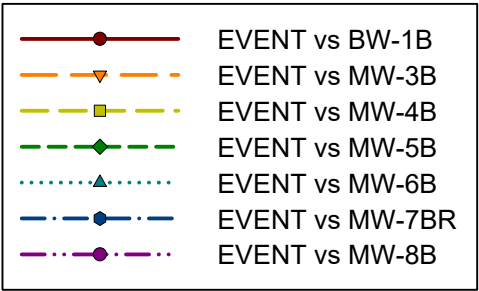 EVENT vs BW-1B
EVENT vs MW-3B
EVENT vs MW-4B
EVENT vs MW-5B
EVENT vs MW-6B
EVENT vs MW-7BR
EVENT vs MW-8B